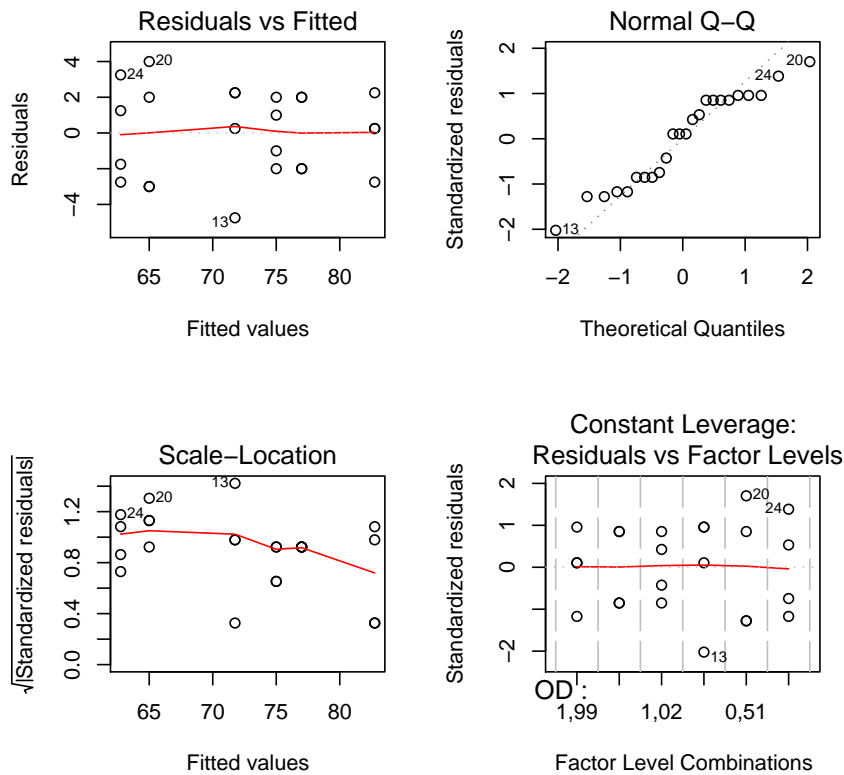 Residuals vs Fitted
Residuals
4
2
0
−4
20
24
13
65 70 75 80
Fitted values
Normal Q−Q
Standardized residuals
2
1
0
−1
−2
20
24
13
−2 −1 0 1 2
Theoretical Quantiles
Scale−Location
√|Standardized residuals|
1.2
0.8
0.4
0.0
13
20
24
65 70 75 80
Fitted values
Constant Leverage:
Residuals vs Factor Levels
Standardized residuals
2
1
0
−2
20
24
13
OD :
1,99 1,02 0,51
Factor Level Combinations